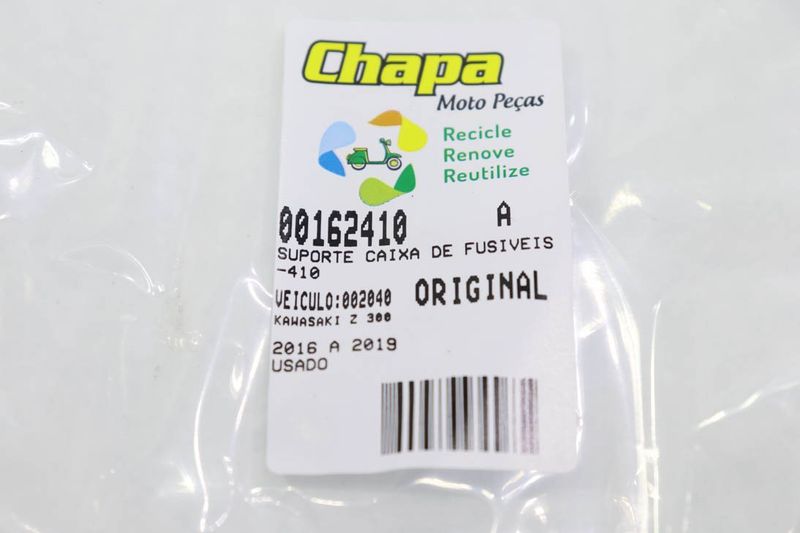 Chapa
Moto Peças
Recicle
Renove
Reutilize
00162410 A
SUPORTE CAIXA DE FUSIVEIS
-410
VEICULO:002040 ORIGINAL
KAWASAKI Z 300
2016 A 2019
USADO